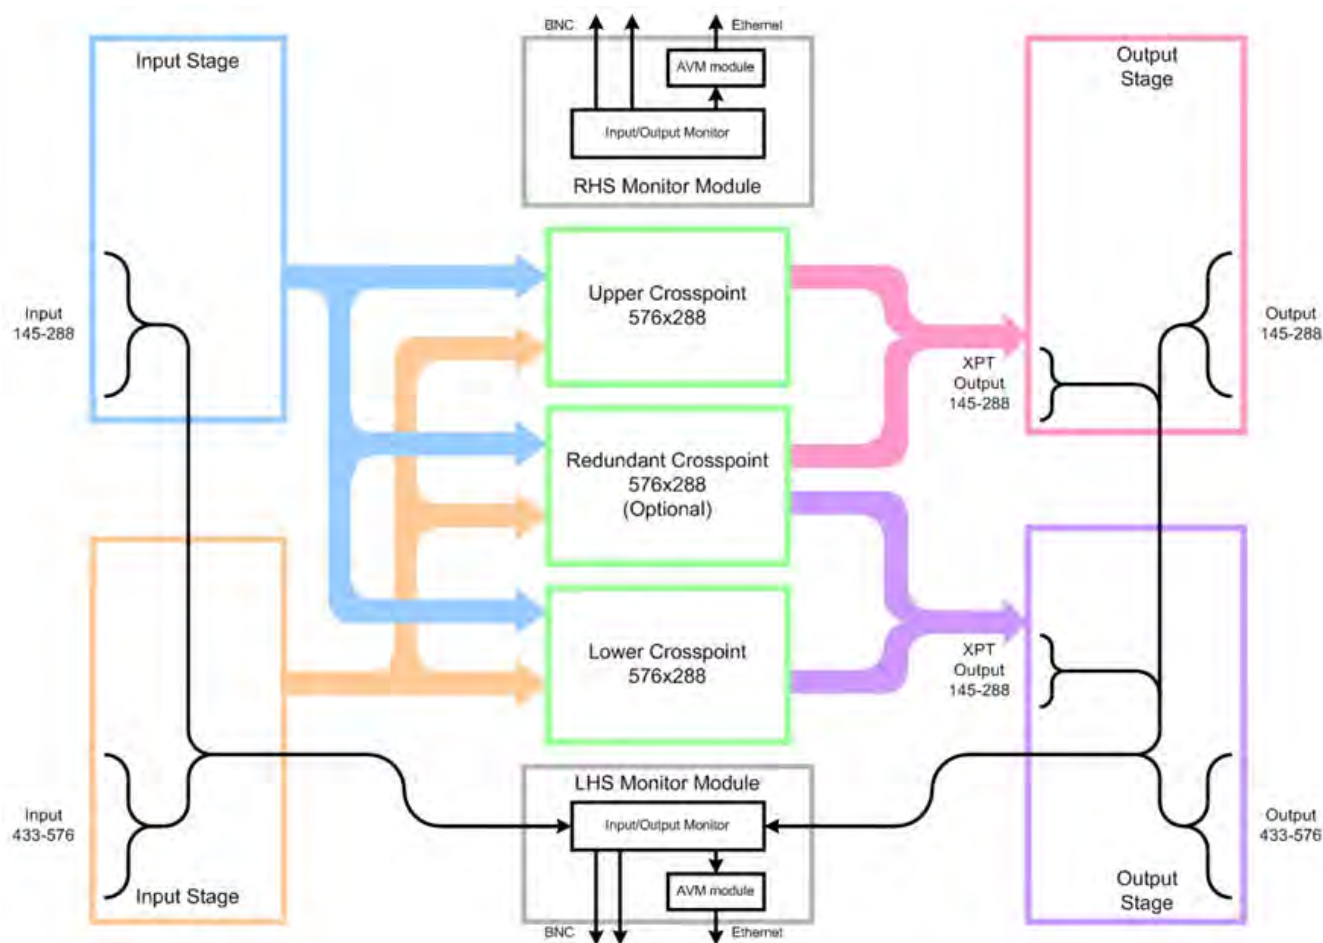 BNC
Ethernet
Input Stage
AVM module
Output
Stage
Input/Output Monitor
RHS Monitor Module
Upper Crosspoint
576x288
Input
145-288
Output
145-288
XPT
Output
145-288
Redundant Crosspoint
576x288
(Optional)
Lower Crosspoint
576x288
XPT
Output
145-288
LHS Monitor Module
Input/Output Monitor
Input
433-576
Output
433-576
Input Stage
AVM module
Output
Stage
BNC
Ethernet